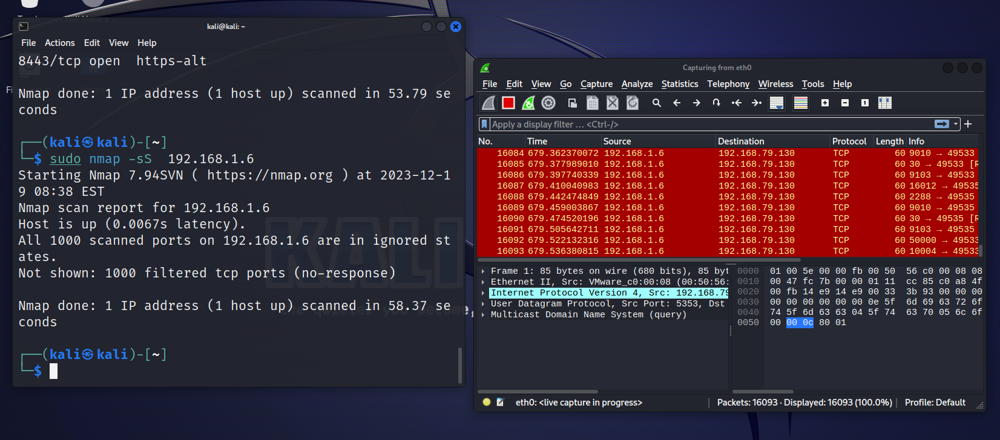 Trash
Kali Linux a...
kali@kali: ~
File Actions Edit View Help
8443/tcp open  https-alt
Nmap done: 1 IP address (1 host up) scanned in 53.79 se
conds
(kali㉿kali)-[~]
$ sudo nmap -sS  192.168.1.6
Starting Nmap 7.94SVN ( https://nmap.org ) at 2023-12-1
9 08:38 EST
Nmap scan report for 192.168.1.6
Host is up (0.0067s latency).
All 1000 scanned ports on 192.168.1.6 are in ignored st
ates.
Not shown: 1000 filtered tcp ports (no-response)
Nmap done: 1 IP address (1 host up) scanned in 58.37 se
conds
(kali㉿kali)-[~]
$
KALI
the quieter you become,
Capturing from eth0
File Edit View Go Capture Analyze Statistics Telephony Wireless Tools Help
Apply a display filter ... <Ctrl-/>
No. Time Source Destination Protocol Length Info
16084 679.362370072 192.168.1.6 192.168.79.130 TCP 60 9010 → 49533
16085 679.377989010 192.168.1.6 192.168.79.130 TCP 60 30 → 49533 [R
16086 679.397740339 192.168.1.6 192.168.79.130 TCP 60 9103 → 49533
16087 679.410040983 192.168.1.6 192.168.79.130 TCP 60 16012 → 49535
16088 679.442474849 192.168.1.6 192.168.79.130 TCP 60 2288 → 49535
16089 679.459003867 192.168.1.6 192.168.79.130 TCP 60 9010 → 49535
16090 679.474520196 192.168.1.6 192.168.79.130 TCP 60 30 → 49535 [R
16091 679.505642711 192.168.1.6 192.168.79.130 TCP 60 9103 → 49535
16092 679.522132316 192.168.1.6 192.168.79.130 TCP 60 50000 → 49533
16093 679.536380815 192.168.1.6 192.168.79.130 TCP 60 10004 → 49533
Frame 1: 85 bytes on wire (680 bits), 85 byt
Ethernet II, Src: VMware_c0:00:08 (00:50:56:
Internet Protocol Version 4, Src: 192.168.79
User Datagram Protocol, Src Port: 5353, Dst
Multicast Domain Name System (query)
0000 01 00 5e 00 00 fb 00 50 56 c0 00 08 08
0010 00 47 fc 7b 00 00 01 11 cc 85 c0 a8 4f
0020 00 fb 14 e9 14 e9 00 33 3b 93 00 00 00
0030 00 00 00 00 00 00 0e 5f 6d 69 63 72 6f
0040 74 5f 6d 63 63 04 5f 74 63 70 05 6c 6f
0050 00 00 0c 80 01
eth0: <live capture in progress>
Packets: 16093 · Displayed: 16093 (100.0%)
Profile: Default